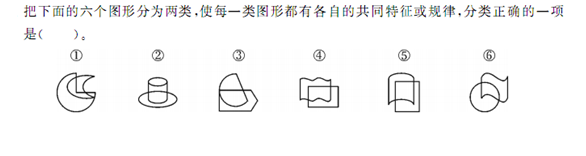 把下面的六个图形分为两类,使每一类图形都有各自的共同特征或规律,分类正确的一项
是(　　)。
① ② ③ ④ ⑤ ⑥